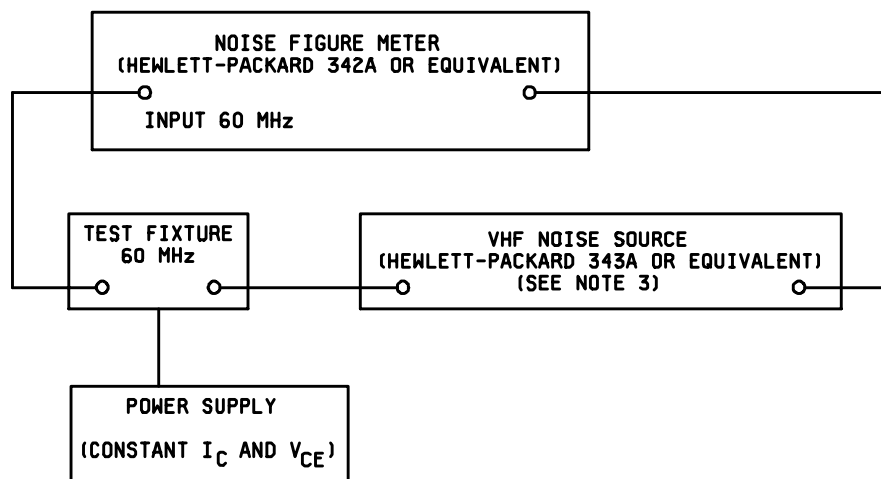 NOISE FIGURE METER
(HEWLETT-PACKARD 342A OR EQUIVALENT)
INPUT 60 MHz
TEST FIXTURE
60 MHz
VHF NOISE SOURCE
(HEWLETT-PACKARD 343A OR EQUIVALENT)
(SEE NOTE 3)
POWER SUPPLY
(CONSTANT IC AND VCE)